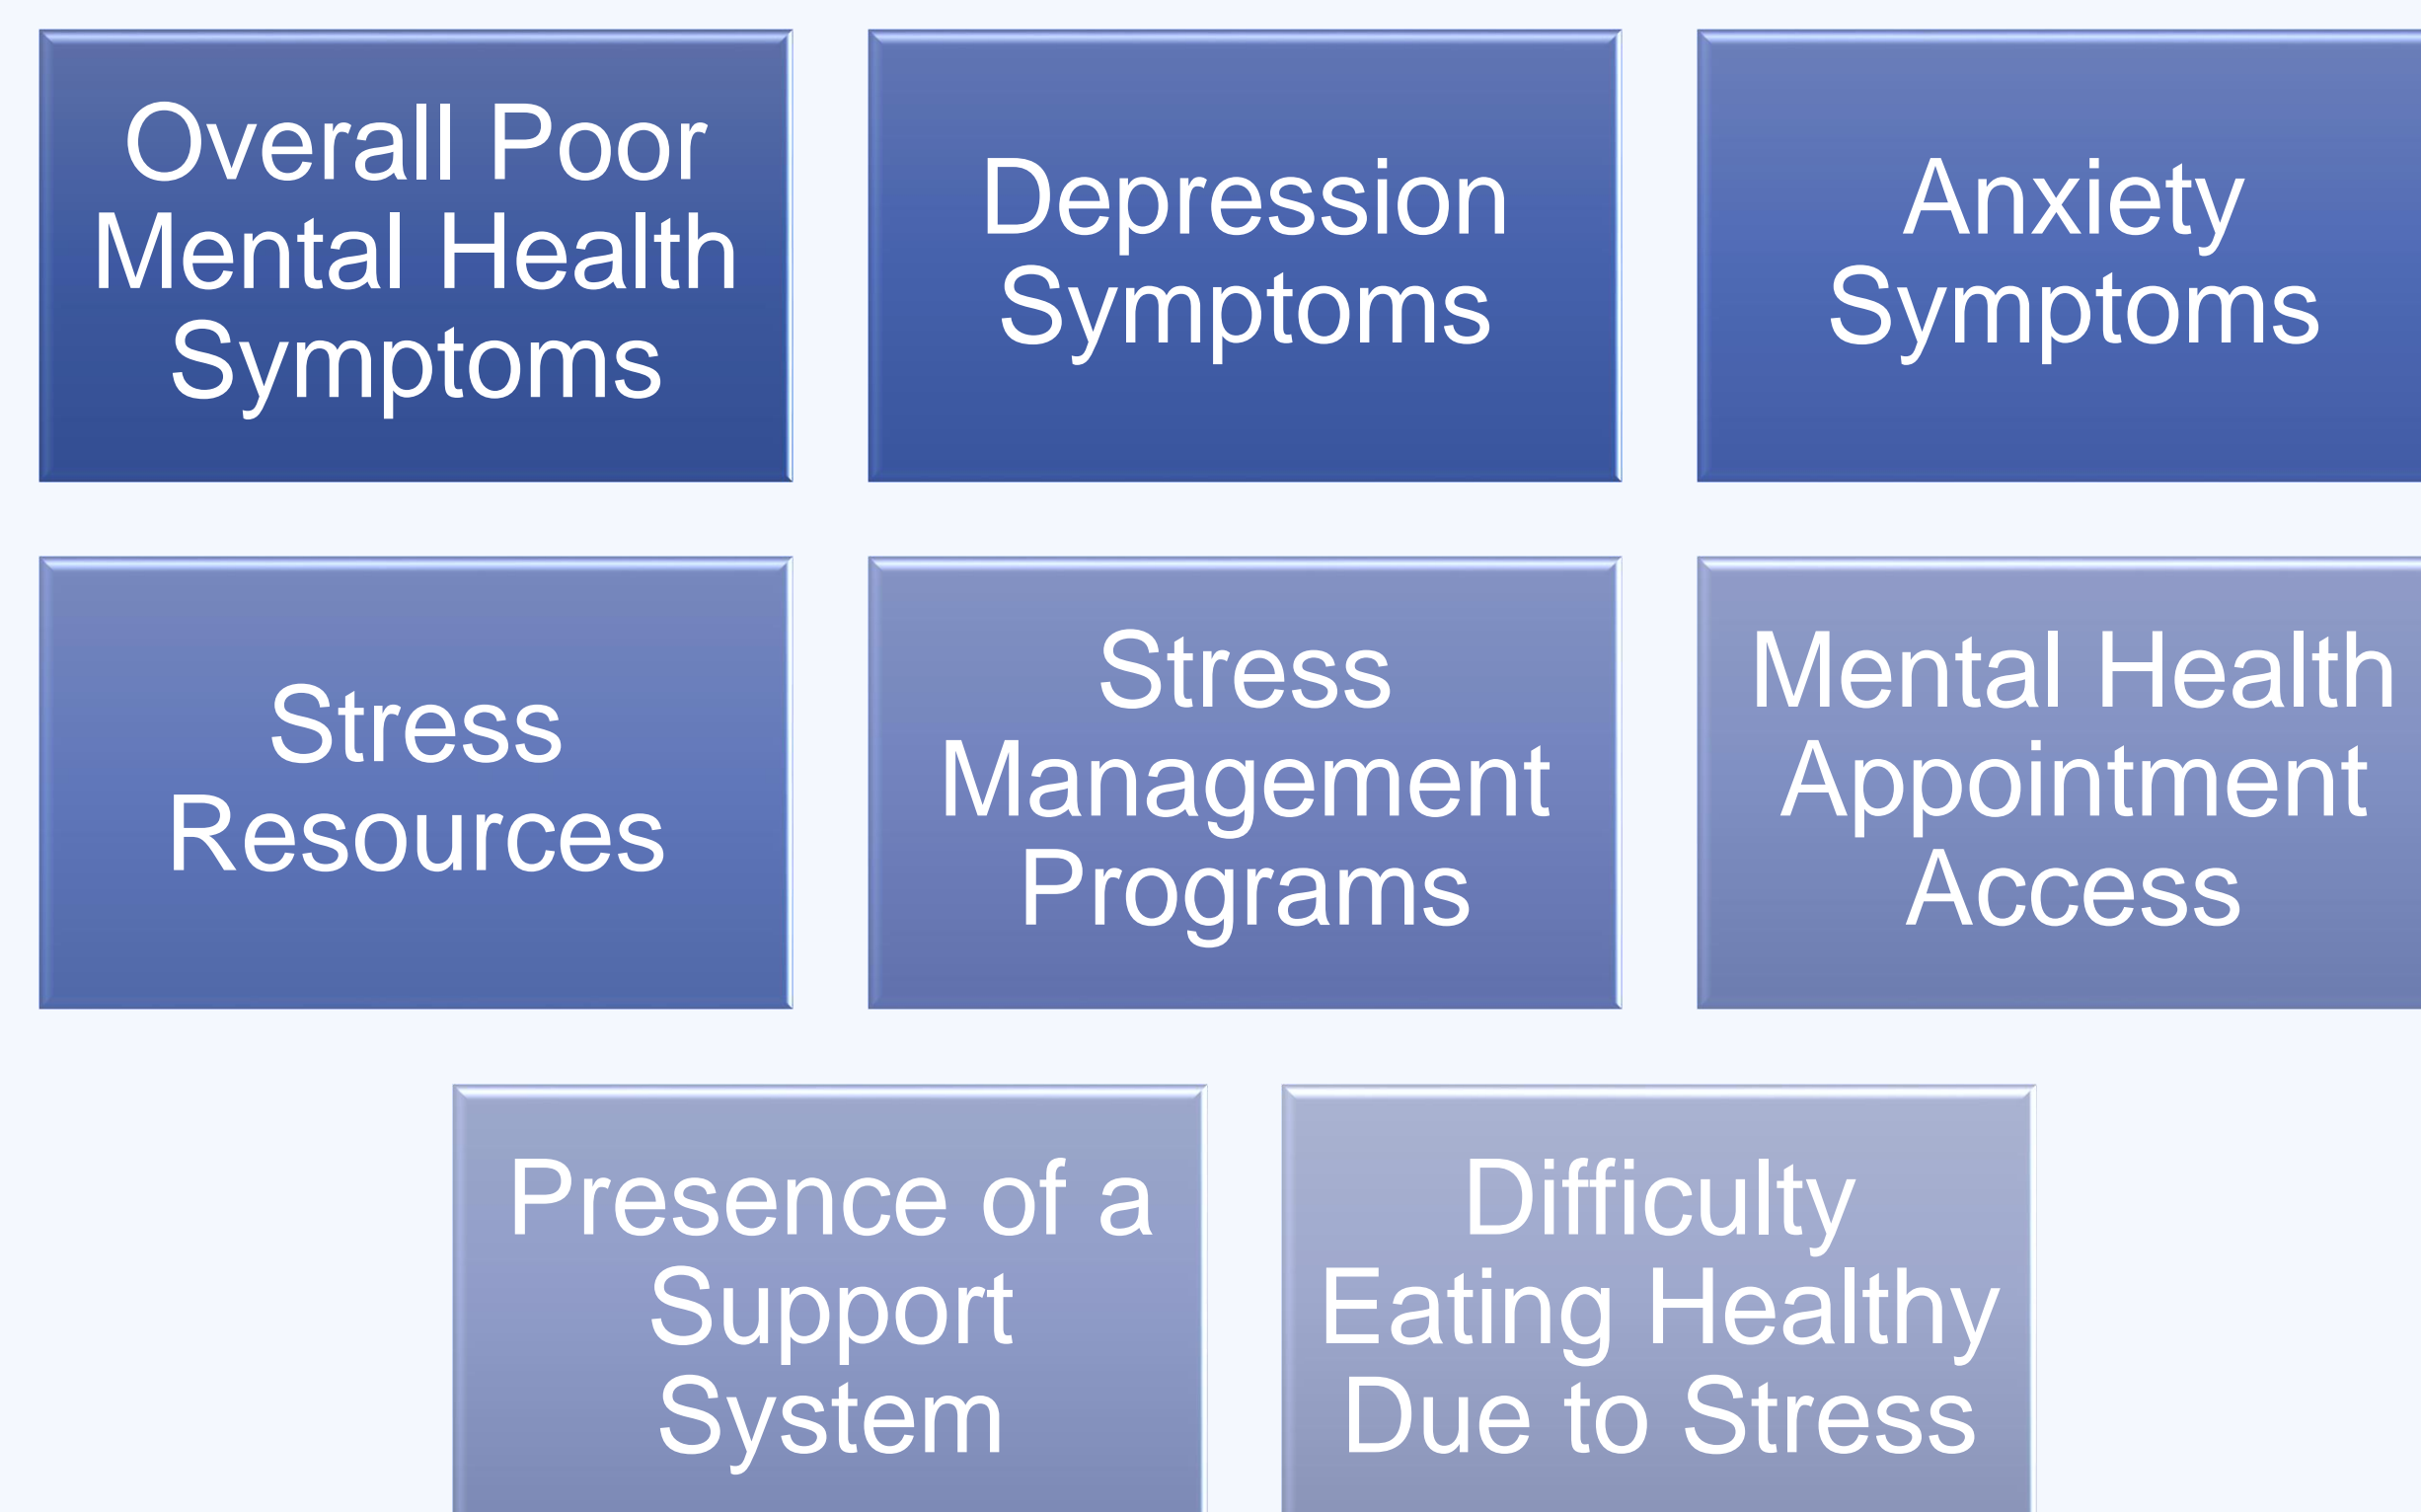 Overall Poor
Mental Health
Symptoms
Depression
Symptoms
Anxiety
Symptoms
Stress
Resources
Stress
Management
Programs
Mental Health
Appointment
Access
Presence of a
Support
System
Difficulty
Eating Healthy
Due to Stress